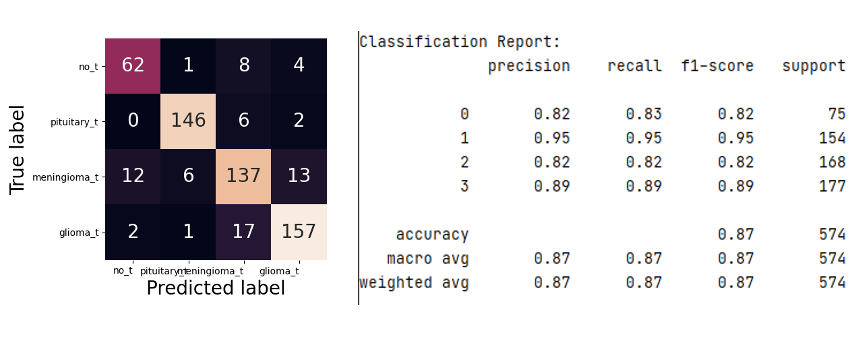 True label
no_t 62 1 8 4
pituitary_t 0 146 6 2
meningioma_t 12 6 137 13
glioma_t 2 1 17 157
no_t pituitary_t meningioma_t glioma_t
Predicted label
Classification Report:
precision recall f1-score support
0 0.82 0.83 0.82 75
1 0.95 0.95 0.95 154
2 0.82 0.82 0.82 168
3 0.89 0.89 0.89 177
accuracy 0.87 574
macro avg 0.87 0.87 0.87 574
weighted avg 0.87 0.87 0.87 574